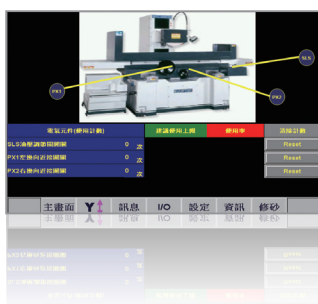 SLS
PX1
PX2
電氣元件(使用計數) 建議使用上限 使用率 清除計數
SLS油壓調節閥開關 0 次 Reset
PX1左換向近接開關 0 次 Reset
PX2右換向近接開關 0 次 Reset
主畫面 Y 訊息 I/O 設定 資訊 修砂